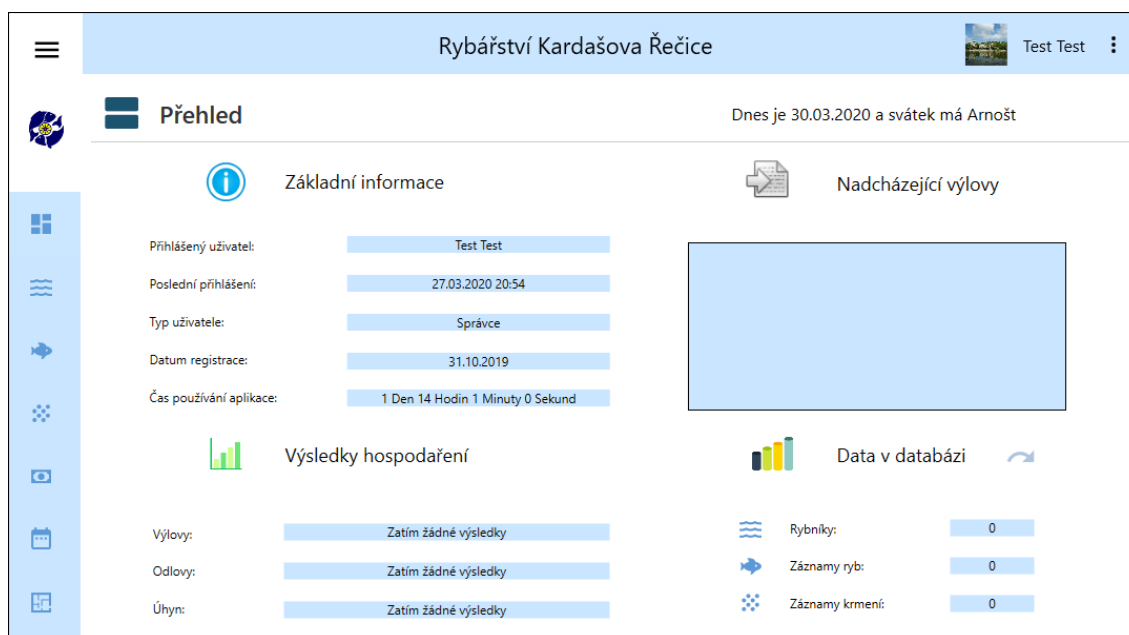 Rybářství Kardašova Řečice
Test Test
Přehled
Dnes je 30.03.2020 a svátek má Arnošt
Základní informace
Nadcházející výlovy
Přihlášený uživatel:
Test Test
Poslední přihlášení:
27.03.2020 20:54
Typ uživatele:
Správce
Datum registrace:
31.10.2019
Čas používání aplikace:
1 Den 14 Hodin 1 Minuty 0 Sekund
Výsledky hospodaření
Data v databázi
Výlovy:
Zatím žádné výsledky
Rybníky:
0
Odlovy:
Zatím žádné výsledky
Záznamy ryb:
0
Úhyn:
Zatím žádné výsledky
Záznamy krmení:
0